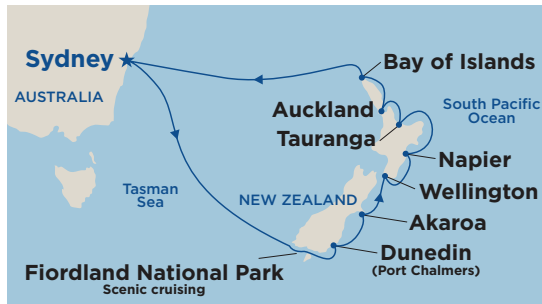 Sydney
AUSTRALIA
Bay of Islands
Auckland
South Pacific
Ocean
Tauranga
Napier
Tasman
Sea
NEW ZEALAND
Wellington
Akaroa
Dunedin
(Port Chalmers)
Fiordland National Park
Scenic cruising